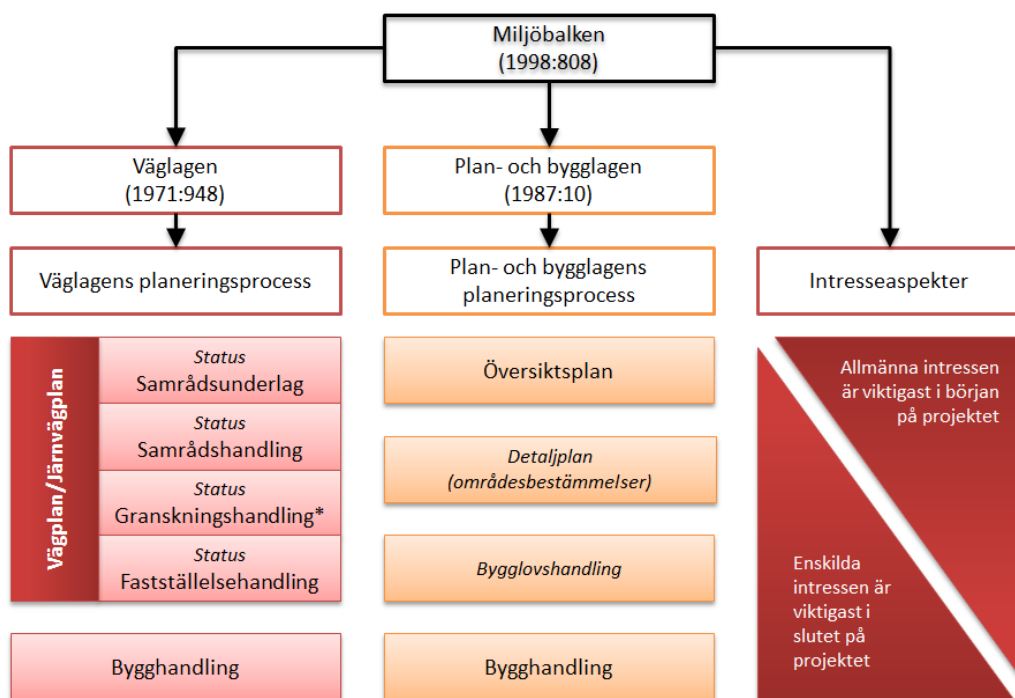 Miljöbalken
(1998:808)
Väglagen
(1971:948)
Plan- och bygglagen
(1987:10)
Väglagens planeringsprocess
Plan- och bygglagens
planeringsprocess
Intresseaspekter
Vägplan/Järnvägplan
Status
Samrådsunderlag
Status
Samrådshandling
Status
Granskningshandling*
Status
Fastställelsehandling
Bygghandling
Översiktsplan
Detaljplan
(områdesbestämmelser)
Bygglovshandling
Bygghandling
Allmänna intressen
är viktigast i början
på projektet
Enskilda
intressen är
viktigast i
slutet på
projektet